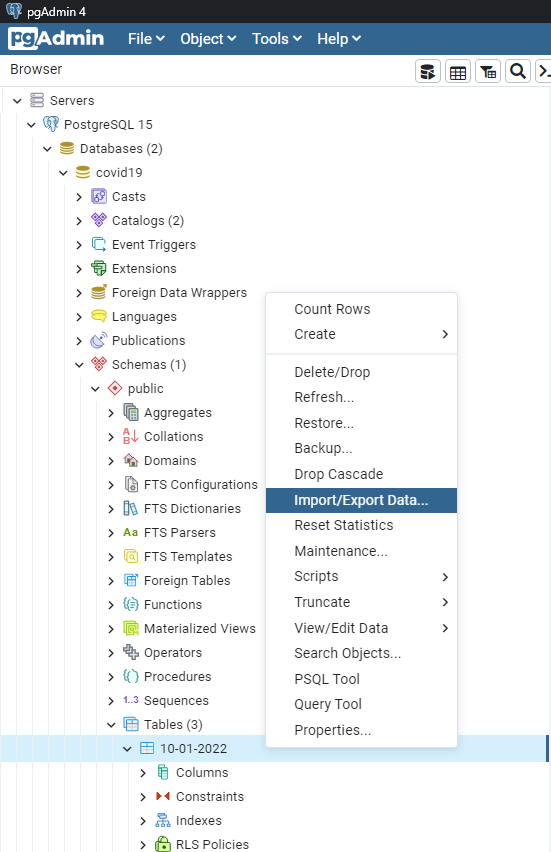 pgAdmin 4
pgAdmin File Object Tools Help
Browser
Servers
PostgreSQL 15
Databases (2)
covid19
Casts
Catalogs (2)
Event Triggers
Extensions
Foreign Data Wrappers
Languages
Publications
Schemas (1)
public
Aggregates
Collations
Domains
FTS Configurations
FTS Dictionaries
FTS Parsers
FTS Templates
Foreign Tables
Functions
Materialized Views
Operators
Procedures
1..3 Sequences
Tables (3)
10-01-2022
Columns
Constraints
Indexes
RLS Policies
Count Rows
Create
Delete/Drop
Refresh...
Restore...
Backup...
Drop Cascade
Import/Export Data...
Reset Statistics
Maintenance...
Scripts
Truncate
View/Edit Data
Search Objects...
PSQL Tool
Query Tool
Properties...